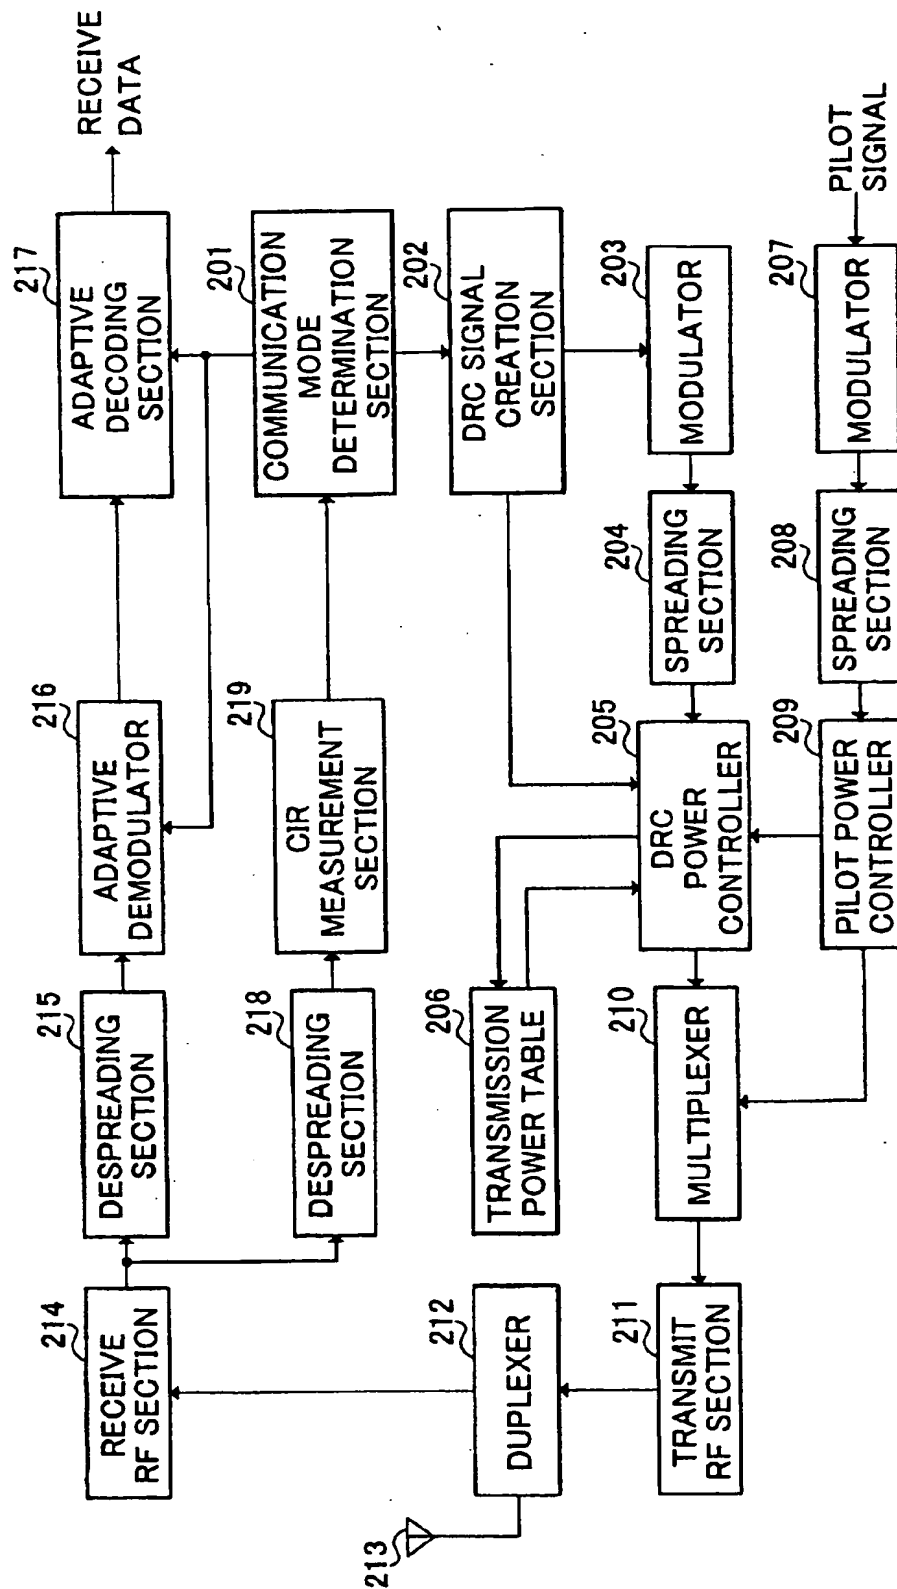 214
RECEIVE
RF SECTION
215
DESPREADING
SECTION
216
ADAPTIVE
DEMODULATOR
217
ADAPTIVE
DECODING
SECTION
RECEIVE
DATA
218
DESPREADING
SECTION
219
CIR
MEASUREMENT
SECTION
201
COMMUNICATION
MODE
DETERMINATION
SECTION
213
212
DUPLEXER
206
TRANSMISSION
POWER TABLE
202
DRC SIGNAL
CREATION
SECTION
211
TRANSMIT
RF SECTION
210
MULTIPLEXER
205
DRC
POWER
CONTROLLER
204
SPREADING
SECTION
203
MODULATOR
209
PILOT POWER
CONTROLLER
208
SPREADING
SECTION
207
MODULATOR
PILOT
SIGNAL